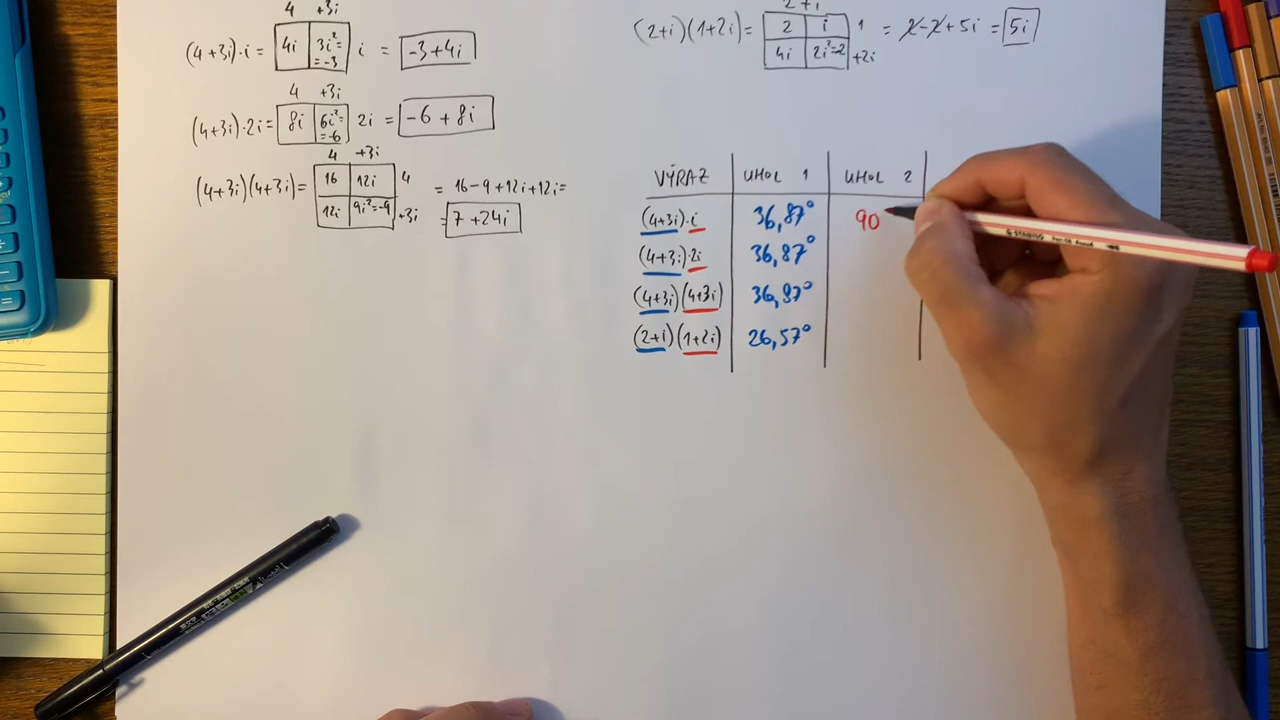 4 +3i
(4+3i)·i = 4i 3i²= =-3 i = -3+4i
4 +3i
(4+3i)·2i = 8i 6i²= =-6 2i = -6+8i
4 +3i
(4+3i)(4+3i) = 16 12i 4 = 16-9+12i+12i=
12i 9i²=-9 +3i = 7+24i
2+i
(2+i)(1+2i) = 2 i 1 = 2-2+5i = 5i
4i 2i²=-2 +2i
VÝRAZ UHOL 1 UHOL 2
(4+3i)·i 36,87° 90
(4+3i)·2i 36,87°
(4+3i)(4+3i) 36,87°
(2+i)(1+2i) 26,57°